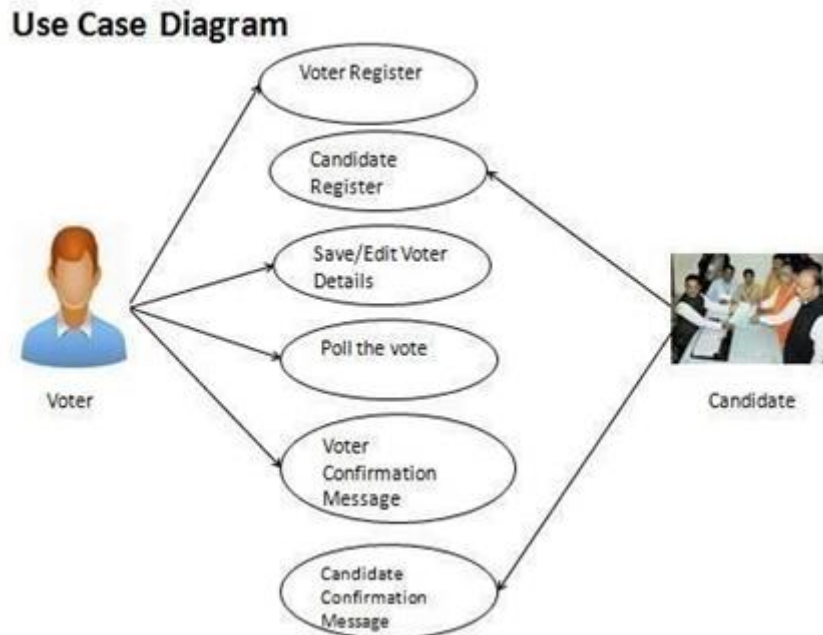 Use Case Diagram
Voter Register
Candidate
Register
Save/Edit Voter
Details
Poll the vote
Voter
Candidate
Voter
Confirmation
Message
Candidate
Confirmation
Message